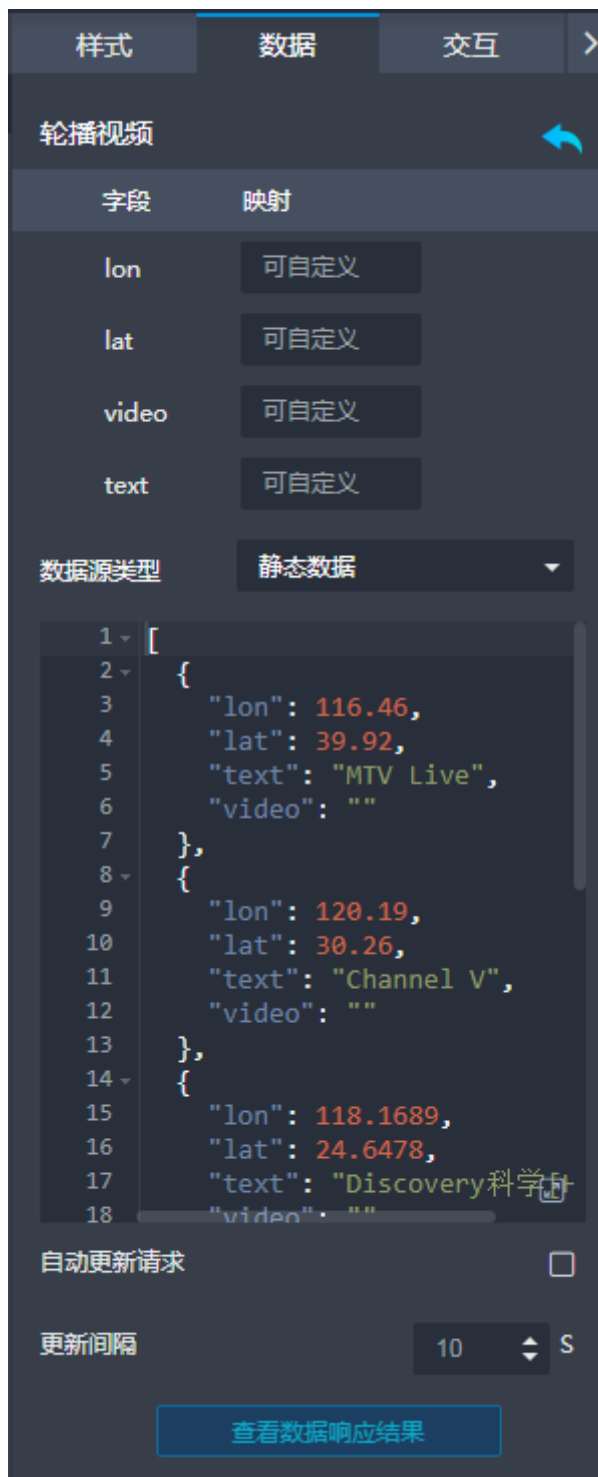 样式 数据 交互
轮播视频
字段 映射
lon 可自定义
lat 可自定义
video 可自定义
text 可自定义
数据源类型 静态数据
1 [
2 {
3 "lon": 116.46,
4 "lat": 39.92,
5 "text": "MTV Live",
6 "video": ""
7 },
8 {
9 "lon": 120.19,
10 "lat": 30.26,
11 "text": "Channel V",
12 "video": ""
13 },
14 {
15 "lon": 118.1689,
16 "lat": 24.6478,
17 "text": "Discovery科学
18 "video": ""
自动更新请求
更新间隔 10 S
查看数据响应结果